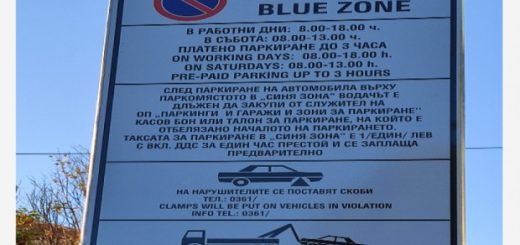 BLUE ZONE
В РАБОТНИ ДНИ: 8.00-18.00 ч.
В СЪБОТА: 08.00-13.00 ч.
ПЛАТЕНО ПАРКИРАНЕ ДО 3 ЧАСА
ON WORKING DAYS: 08.00-18.00 h.
ON SATURDAYS: 08.00-13.00 h.
PRE-PAID PARKING UP TO 3 HOURS
СЛЕД ПАРКИРАНЕ НА АВТОМОБИЛА ВЪРХУ
ПАРКОМЯСТОТО В „СИНЯ ЗОНА" ВОДАЧЪТ Е
ДЛЪЖЕН ДА ЗАКУПИ ОТ СЛУЖИТЕЛ НА
ОП „ПАРКИНГИ И ГАРАЖИ И ЗОНИ ЗА ПАРКИРАНЕ"
КАСОВ БОН ИЛИ ТАЛОН ЗА ПАРКИРАНЕ, НА КОЙТО Е
ОТБЕЛЯЗАНО НАЧАЛОТО НА ПАРКИРАНЕТО.
ТАКСАТА ЗА ПАРКИРАНЕ В „СИНЯ ЗОНА" Е 1/ЕДИН/ ЛЕВ
С ВКЛ. ДДС ЗА ЕДИН ЧАС ПРЕСТОЙ И СЕ ЗАПЛАЩА
ПРЕДВАРИТЕЛНО
НА НАРУШИТЕЛИТЕ СЕ ПОСТАВЯТ СКОБИ
ТЕЛ.: 0361/
CLAMPS WILL BE PUT ON VEHICLES IN VIOLATION
INFO TEL.: 0361/